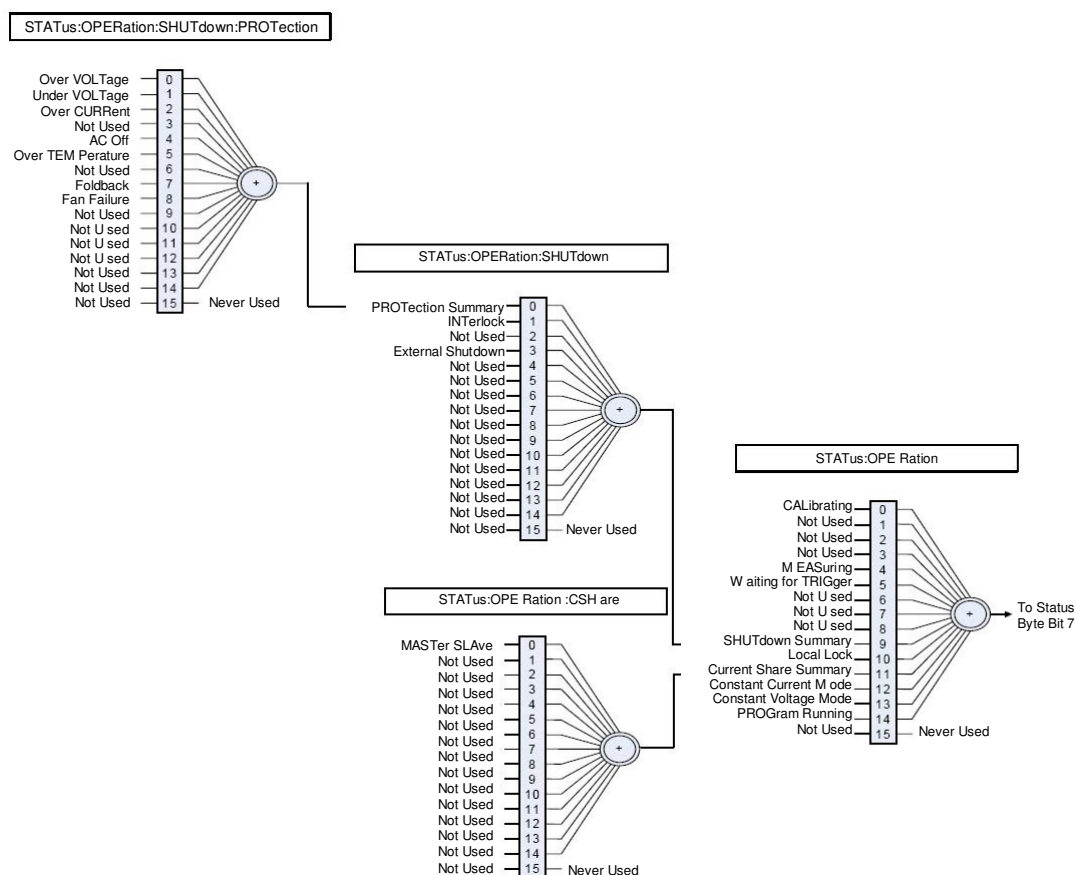 STATus:OPERation:SHUTdown:PROTection
Over VOLTage 0
Under VOLTage 1
Over CURRent 2
Not Used 3
AC Off 4
Over TEM Perature 5
Not Used 6
Foldback 7
Fan Failure 8
Not Used 9
Not U sed 10
Not U sed 11
Not U sed 12
Not Used 13
Not Used 14
Not Used 15 Never Used
+
STATus:OPERation:SHUTdown
PROTection Summary 0
INTerlock 1
Not Used 2
External Shutdown 3
Not Used 4
Not Used 5
Not Used 6
Not Used 7
Not Used 8
Not Used 9
Not Used 10
Not Used 11
Not Used 12
Not Used 13
Not Used 14
Not Used 15 Never Used
+
STATus:OPE Ration :CSH are
MASTer SLAve 0
Not Used 1
Not Used 2
Not Used 3
Not Used 4
Not Used 5
Not Used 6
Not Used 7
Not Used 8
Not Used 9
Not Used 10
Not Used 11
Not Used 12
Not Used 13
Not Used 14
Not Used 15 Never Used
+
STATus:OPE Ration
CALibrating 0
Not Used 1
Not Used 2
Not Used 3
M EASuring 4
W aiting for TRIGger 5
Not U sed 6
Not U sed 7
Not U sed 8
SHUTdown Summary 9
Local Lock 10
Current Share Summary 11
Constant Current M ode 12
Constant Voltage Mode 13
PROGram Running 14
Not Used 15 Never Used
+
To Status
Byte Bit 7